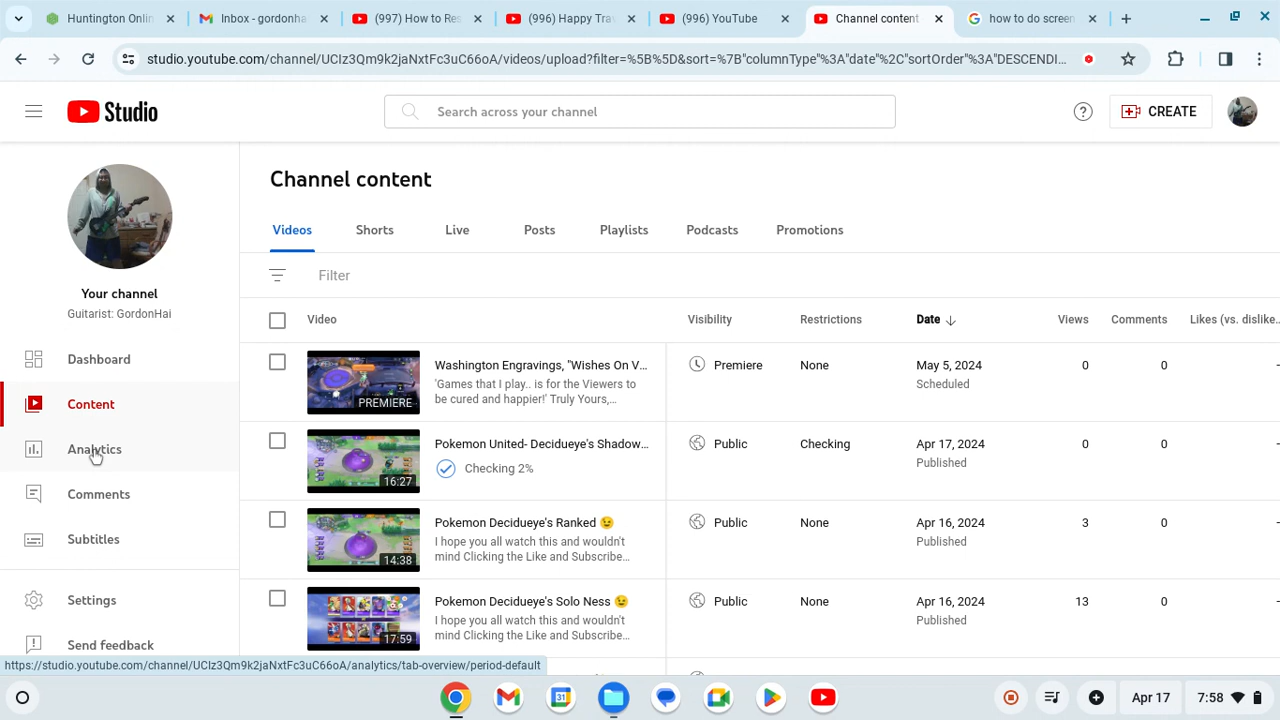 Huntington Onli
Inbox - gordonha
(997) How to Res
(996) Happy Tra
(996) YouTube
Channel content
how to do screen
studio.youtube.com/channel/UCIz3Qm9k2jaNxtFc3uC66oA/videos/upload?filter=%5B%5D&sort=%7B"columnType"%3A"date"%2C"sortOrder"%3A"DESCENDI...
Studio
Search across your channel
CREATE
Your channel
Guitarist: GordonHai
Dashboard
Content
Analytics
Comments
Subtitles
Settings
Send feedback
Channel content
Videos Shorts Live Posts Playlists Podcasts Promotions
Filter
Video Visibility Restrictions Date Views Comments Likes (vs. dislike...
Washington Engravings, "Wishes On V... Premiere None May 5, 2024 0 0
'Games that I play.. is for the Viewers to Scheduled
be cured and happier!' Truly Yours,...
PREMIERE
Pokemon United- Decidueye's Shadow... Public Checking Apr 17, 2024 0 0
Checking 2% Published
16:27
Pokemon Decidueye's Ranked 😉 Public None Apr 16, 2024 3 0
I hope you all watch this and wouldn't Published
mind Clicking the Like and Subscribe...
14:38
Pokemon Decidueye's Solo Ness 😉 Public None Apr 16, 2024 13 0
I hope you all watch this and wouldn't Published
mind Clicking the Like and Subscribe...
17:59
https://studio.youtube.com/channel/UCIz3Qm9k2jaNxtFc3uC66oA/analytics/tab-overview/period-default
Apr 17 7:58